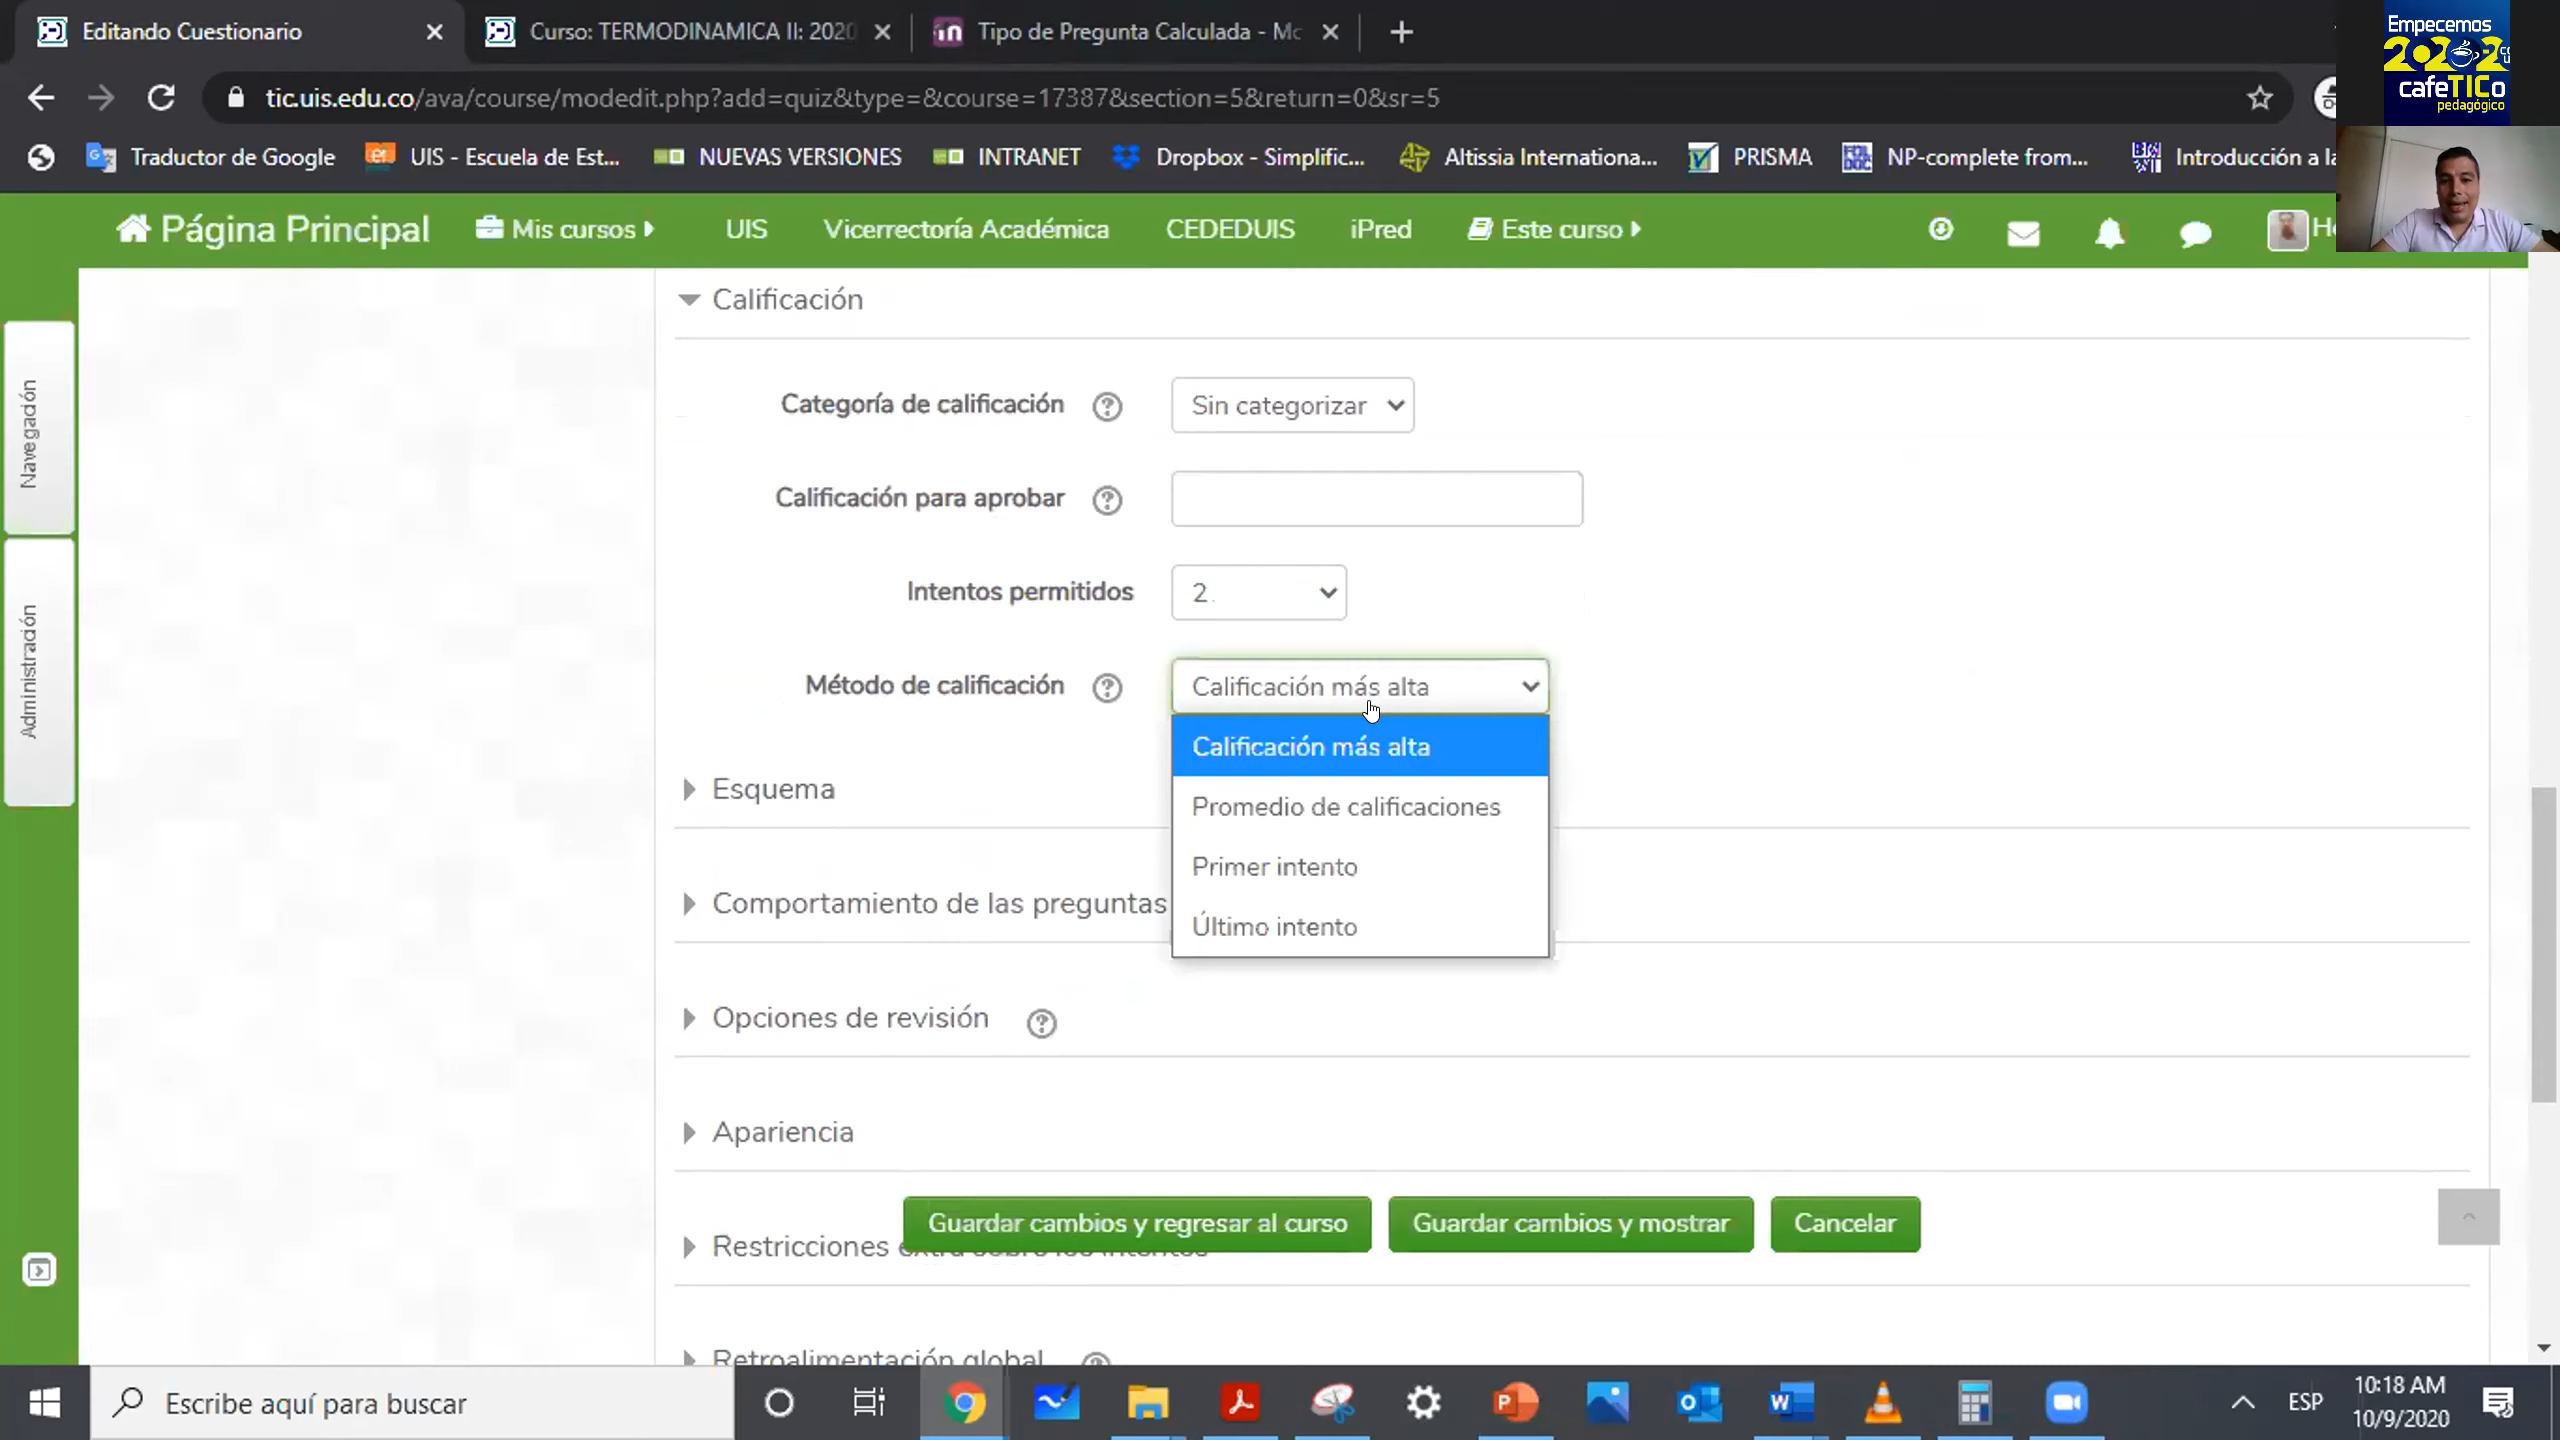 Editando Cuestionario
Curso: TERMODINAMICA II: 2020
Tipo de Pregunta Calculada - Mo
tic.uis.edu.co/ava/course/modedit.php?add=quiz&type=&course=17387&section=5&return=0&sr=5
Empecemos
cafeTICo
pedagógico
Traductor de Google
UIS - Escuela de Est...
NUEVAS VERSIONES
INTRANET
Dropbox - Simplific...
Altissia Internationa...
PRISMA
NP-complete from...
Introducción a la
Página Principal
Mis cursos
UIS
Vicerrectoría Académica
CEDEDUIS
iPred
Este curso
Navegación
Administración
Calificación
Categoría de calificación
Sin categorizar
Calificación para aprobar
Intentos permitidos
2
Método de calificación
Calificación más alta
Calificación más alta
Promedio de calificaciones
Primer intento
Último intento
Esquema
Comportamiento de las preguntas
Opciones de revisión
Apariencia
Guardar cambios y regresar al curso
Guardar cambios y mostrar
Cancelar
Restricciones extra sobre los intentos
Retroalimentación global
Escribe aquí para buscar
ESP
10:18 AM
10/9/2020